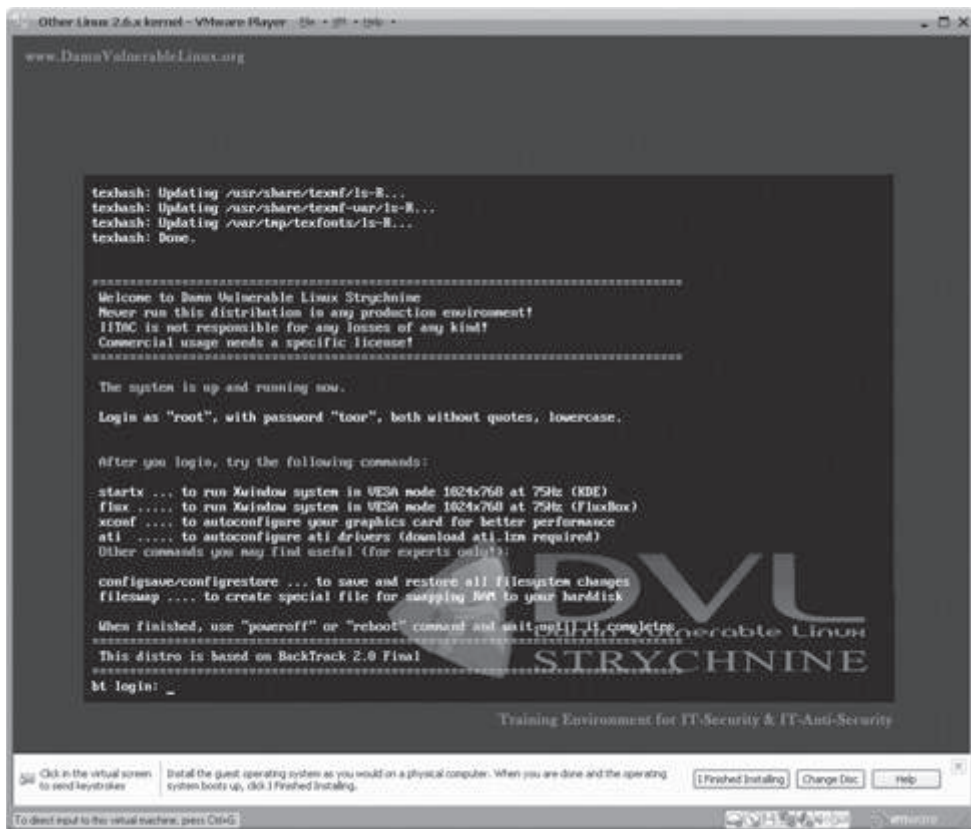 Other Linux 2.6.x kernel - VMware Player File • VM • Help •
www.DamnVulnerableLinux.org
texhash: Updating /usr/share/texmf/ls-R...
texhash: Updating /usr/share/texmf-var/ls-R...
texhash: Updating /var/tmp/texfonts/ls-R...
texhash: Done.
Welcome to Damn Vulnerable Linux Strychnine
Never run this distribution in any production environment!
IITAC is not responsible for any losses of any kind!
Commercial usage needs a specific license!
The system is up and running now.
Login as "root", with password "toor", both without quotes, lowercase.
After you login, try the following commands:
startx ... to run Xwindow system in VESA mode 1024x768 at 75Hz (KDE)
flux ..... to run Xwindow system in VESA mode 1024x768 at 75Hz (FluxBox)
xconf .... to autoconfigure your graphics card for better performance
ati ..... to autoconfigure ati drivers (download ati.lzm required)
Other commands you may find useful (for experts only!):
configsave/configrestore ... to save and restore all filesystem changes
fileswap .... to create special file for swapping RAM to your harddisk
When finished, use "poweroff" or "reboot" command and wait until it completes
This distro is based on BackTrack 2.0 Final
bt login: _
DVL
Damn Vulnerable Linux
STRYCHNINE
Training Environment for IT-Security & IT-Anti-Security
Click in the virtual screen
to send keystrokes
Install the guest operating system as you would on a physical computer. When you are done and the operating
system boots up, click I Finished Installing.
I Finished Installing
Change Disc
Help
To direct input to this virtual machine, press Ctrl+G.
vmware